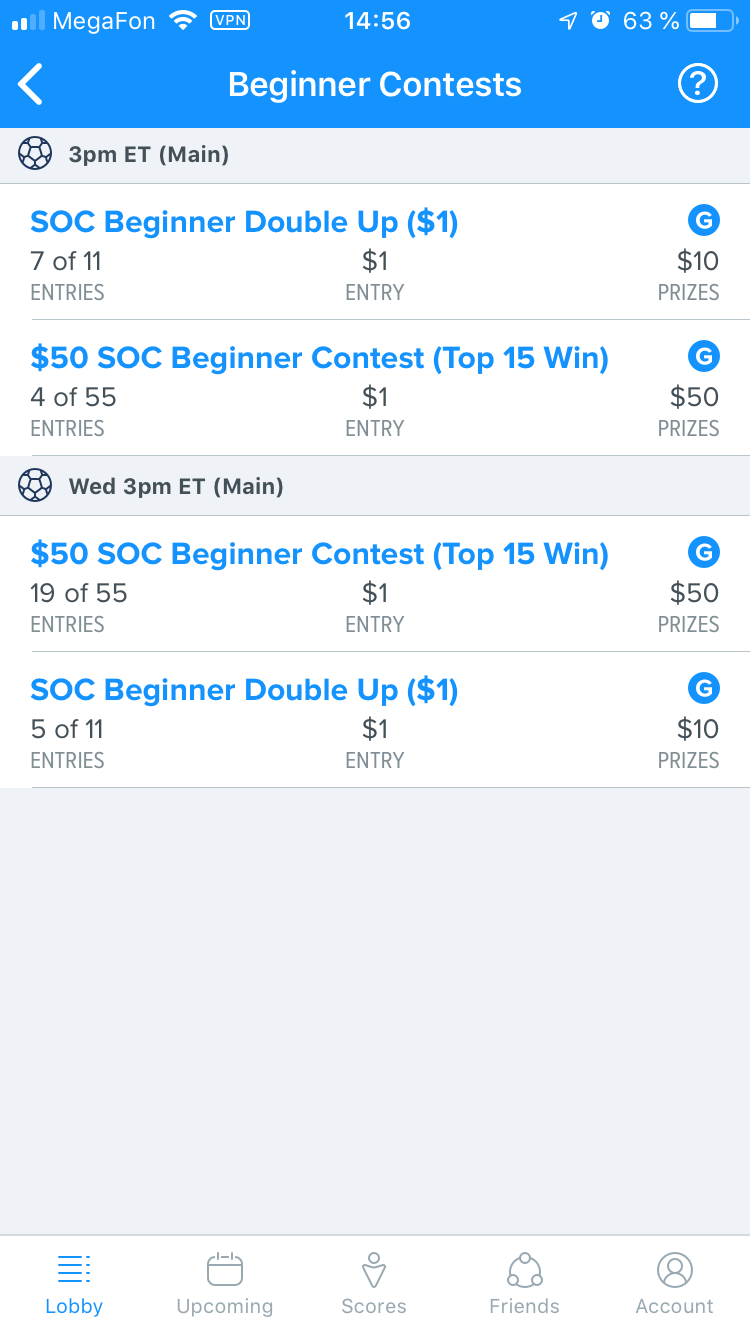 MegaFon VPN 14:56 63 %
Beginner Contests ?
3pm ET (Main)
SOC Beginner Double Up ($1) G
7 of 11 $1 $10
ENTRIES ENTRY PRIZES
$50 SOC Beginner Contest (Top 15 Win) G
4 of 55 $1 $50
ENTRIES ENTRY PRIZES
Wed 3pm ET (Main)
$50 SOC Beginner Contest (Top 15 Win) G
19 of 55 $1 $50
ENTRIES ENTRY PRIZES
SOC Beginner Double Up ($1) G
5 of 11 $1 $10
ENTRIES ENTRY PRIZES
Lobby Upcoming Scores Friends Account